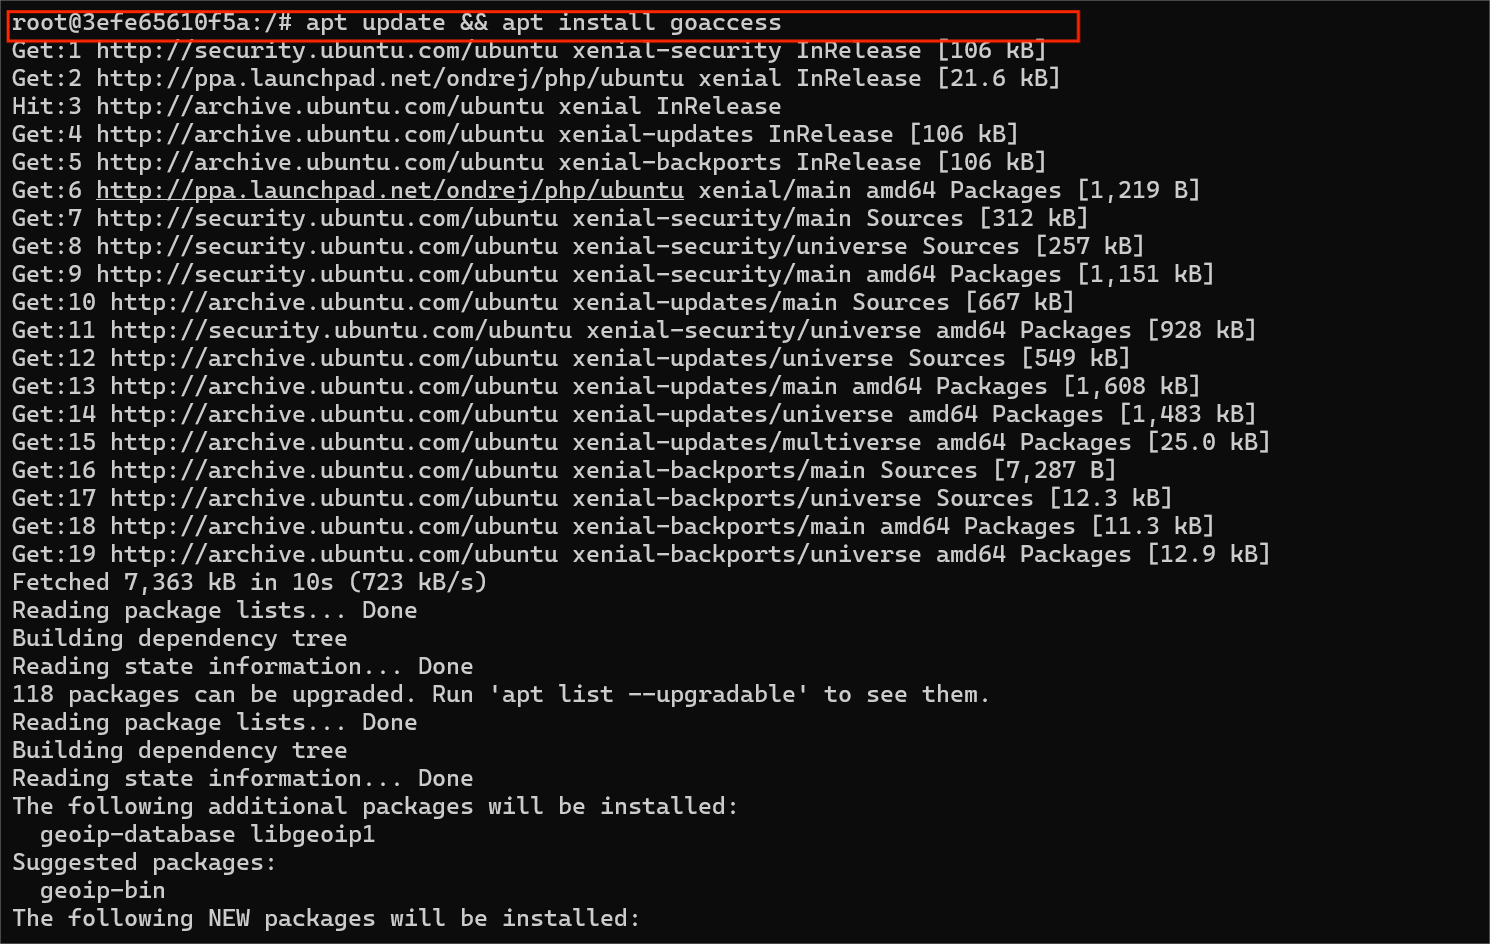 root@3efe65610f5a:/# apt update && apt install goaccess
Get:1 http://security.ubuntu.com/ubuntu xenial-security InRelease [106 kB]
Get:2 http://ppa.launchpad.net/ondrej/php/ubuntu xenial InRelease [21.6 kB]
Hit:3 http://archive.ubuntu.com/ubuntu xenial InRelease
Get:4 http://archive.ubuntu.com/ubuntu xenial-updates InRelease [106 kB]
Get:5 http://archive.ubuntu.com/ubuntu xenial-backports InRelease [106 kB]
Get:6 http://ppa.launchpad.net/ondrej/php/ubuntu xenial/main amd64 Packages [1,219 B]
Get:7 http://security.ubuntu.com/ubuntu xenial-security/main Sources [312 kB]
Get:8 http://security.ubuntu.com/ubuntu xenial-security/universe Sources [257 kB]
Get:9 http://security.ubuntu.com/ubuntu xenial-security/main amd64 Packages [1,151 kB]
Get:10 http://archive.ubuntu.com/ubuntu xenial-updates/main Sources [667 kB]
Get:11 http://security.ubuntu.com/ubuntu xenial-security/universe amd64 Packages [928 kB]
Get:12 http://archive.ubuntu.com/ubuntu xenial-updates/universe Sources [549 kB]
Get:13 http://archive.ubuntu.com/ubuntu xenial-updates/main amd64 Packages [1,608 kB]
Get:14 http://archive.ubuntu.com/ubuntu xenial-updates/universe amd64 Packages [1,483 kB]
Get:15 http://archive.ubuntu.com/ubuntu xenial-updates/multiverse amd64 Packages [25.0 kB]
Get:16 http://archive.ubuntu.com/ubuntu xenial-backports/main Sources [7,287 B]
Get:17 http://archive.ubuntu.com/ubuntu xenial-backports/universe Sources [12.3 kB]
Get:18 http://archive.ubuntu.com/ubuntu xenial-backports/main amd64 Packages [11.3 kB]
Get:19 http://archive.ubuntu.com/ubuntu xenial-backports/universe amd64 Packages [12.9 kB]
Fetched 7,363 kB in 10s (723 kB/s)
Reading package lists... Done
Building dependency tree
Reading state information... Done
118 packages can be upgraded. Run 'apt list --upgradable' to see them.
Reading package lists... Done
Building dependency tree
Reading state information... Done
The following additional packages will be installed:
  geoip-database libgeoip1
Suggested packages:
  geoip-bin
The following NEW packages will be installed: